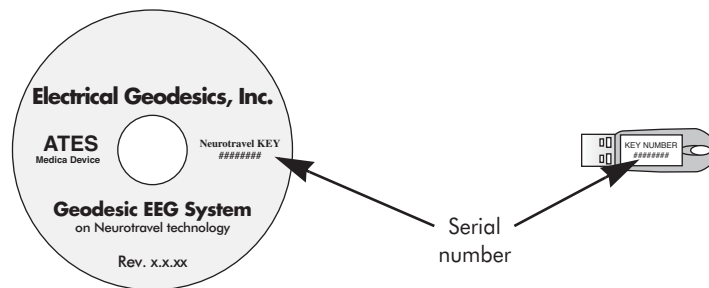 Electrical Geodesics, Inc.
ATES
Medica Device
Neurotravel KEY
########
Geodesic EEG System
on Neurotravel technology
Rev. x.x.xx
Serial
number
KEY NUMBER
########